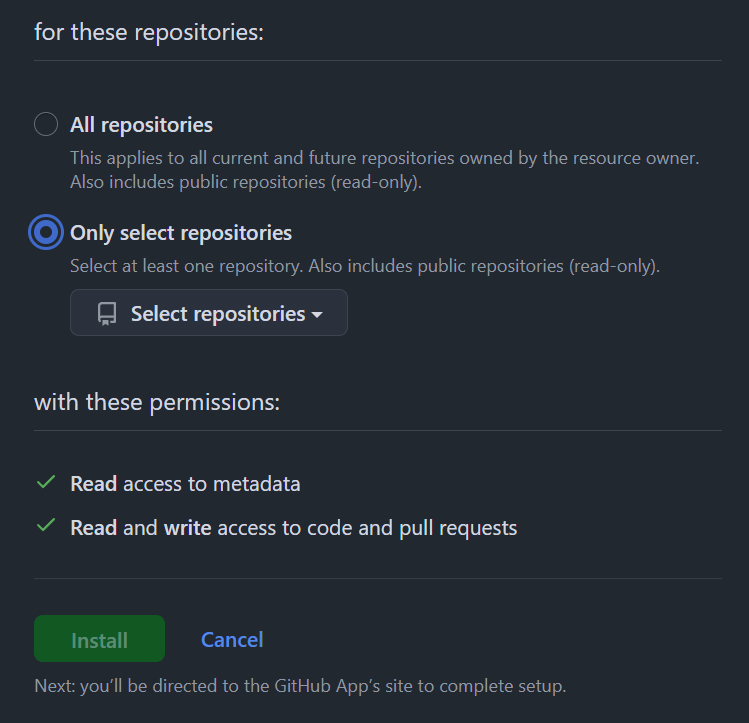 for these repositories:
All repositories
This applies to all current and future repositories owned by the resource owner.
Also includes public repositories (read-only).
Only select repositories
Select at least one repository. Also includes public repositories (read-only).
Select repositories
with these permissions:
Read access to metadata
Read and write access to code and pull requests
Install Cancel
Next: you’ll be directed to the GitHub App’s site to complete setup.